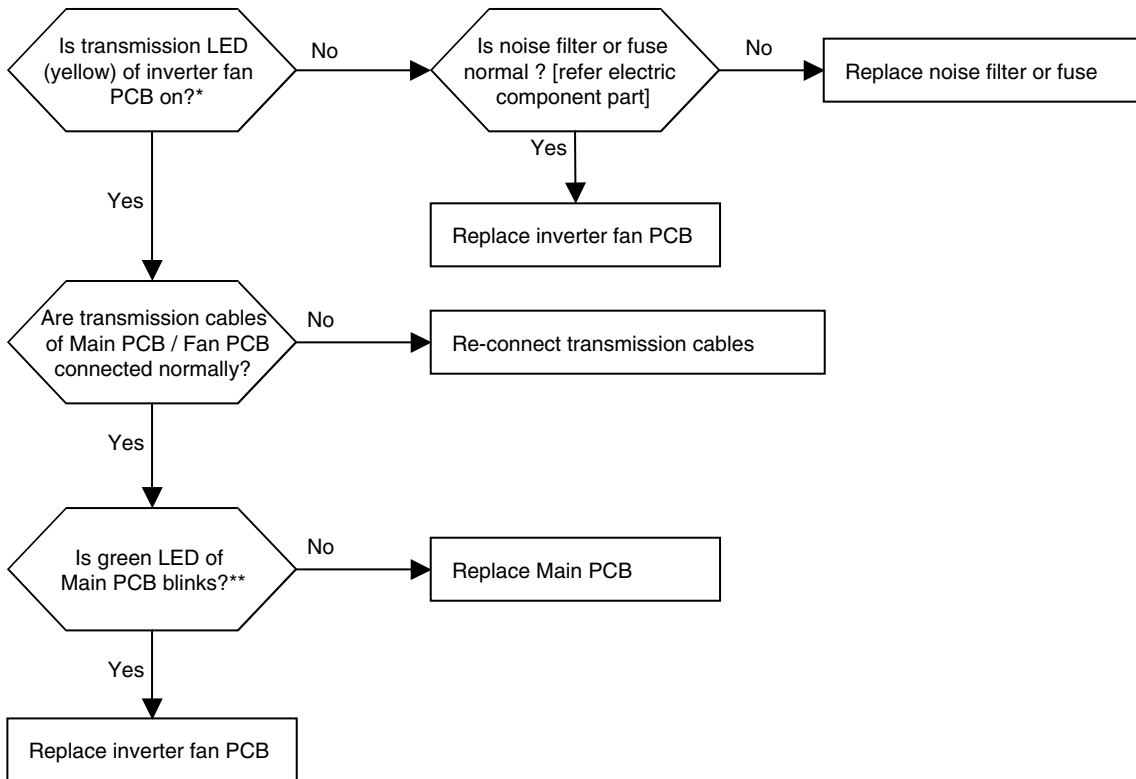 Is transmission LED
(yellow) of inverter fan
PCB on?*
No
Is noise filter or fuse
normal ? [refer electric
component part]
No
Replace noise filter or fuse
Yes
Replace inverter fan PCB
Yes
Are transmission cables
of Main PCB / Fan PCB
connected normally?
No
Re-connect transmission cables
Yes
Is green LED of
Main PCB blinks?**
No
Replace Main PCB
Yes
Replace inverter fan PCB